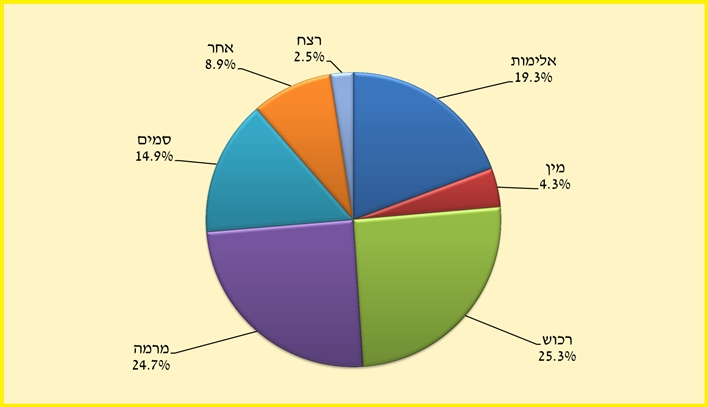 רצח
2.5%
אלימות
19.3%
מין
4.3%
רכוש
25.3%
מרמה
24.7%
סמים
14.9%
אחר
8.9%